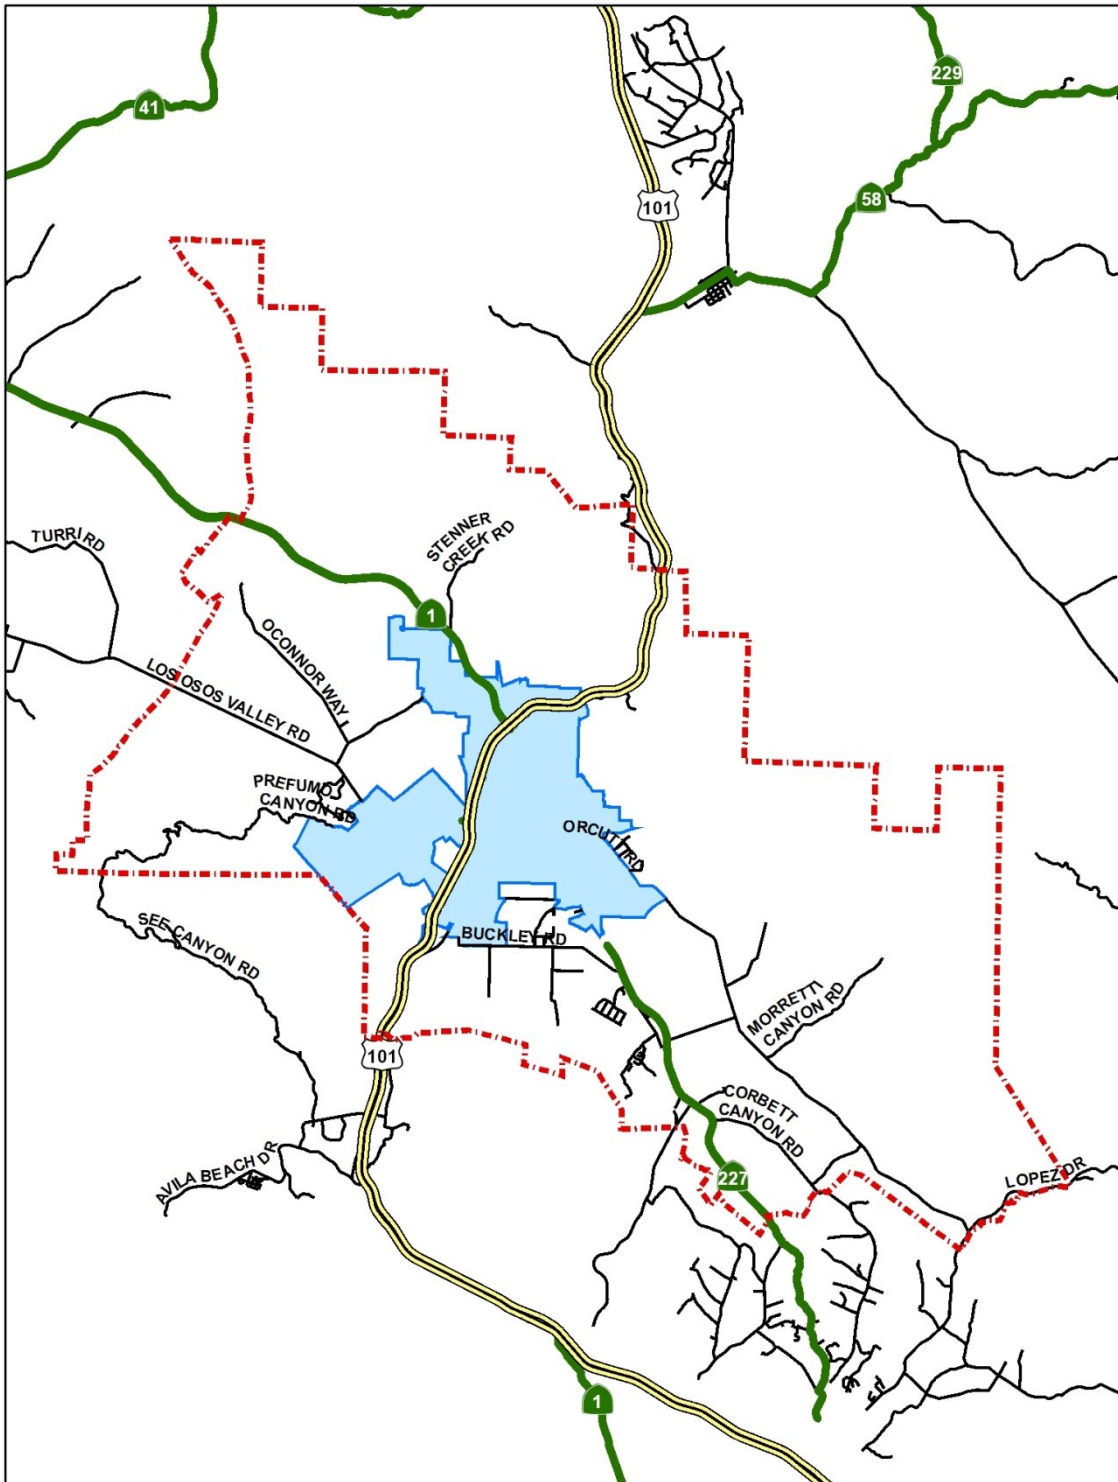 229
41
58
101
STENNER
CREEK RD
TURRI RD
1
OCONNOR WAY
LOS OSOS VALLEY RD
PREFUMO
CANYON RD
ORCUTT RD
SEE CANYON RD
BUCKLEY RD
MORRETTI
CANYON RD
101
CORBETT
CANYON RD
AVILA BEACH DR
227
LOPEZ DR
1